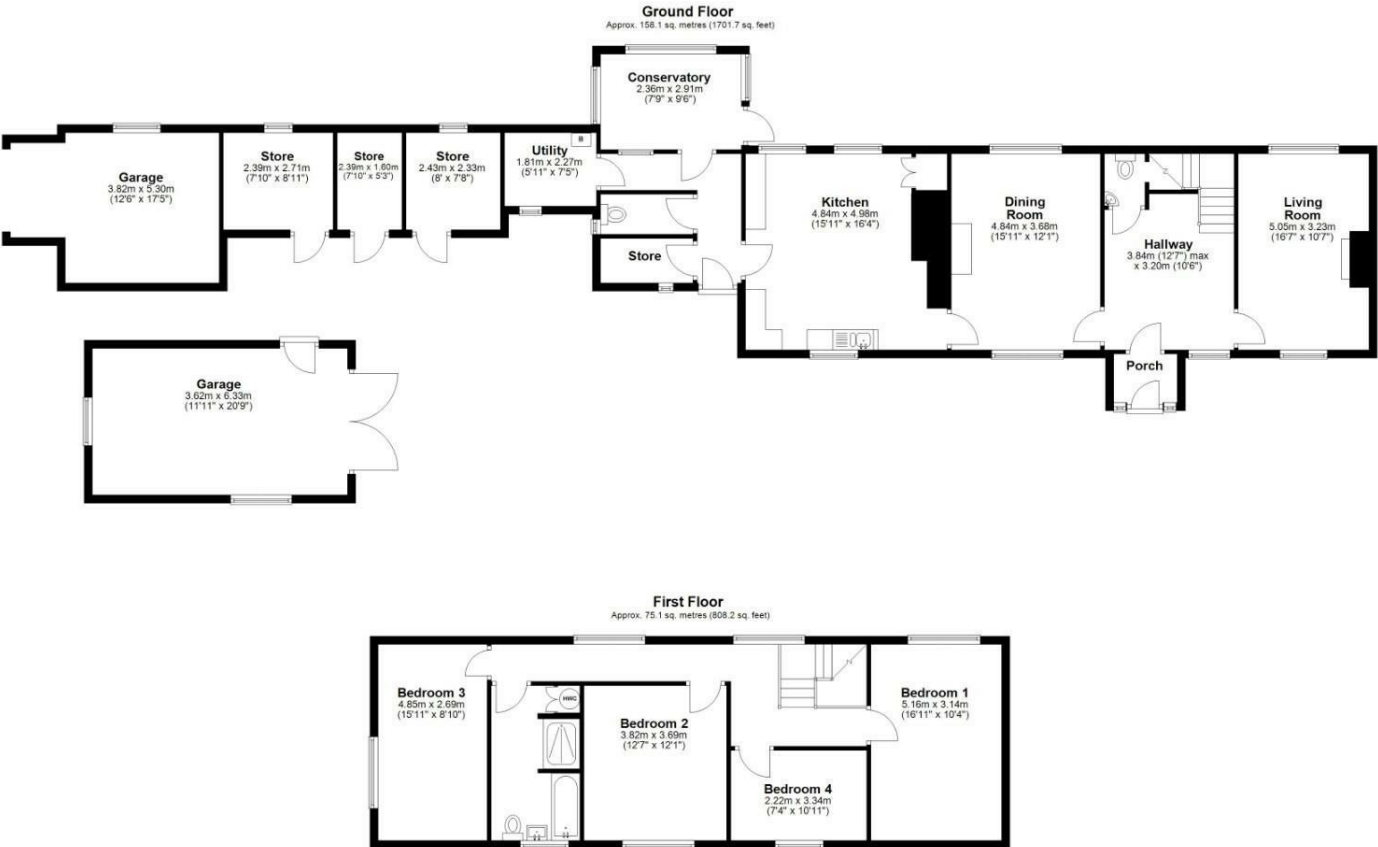 Ground Floor
Approx. 158.1 sq. metres (1701.7 sq. feet)
Conservatory
2.36m x 2.91m
(7'9" x 9'6")
Garage
3.82m x 5.30m
(12'6" x 17'5")
Store
2.39m x 2.71m
(7'10" x 8'11")
Store
2.39m x 1.60m
(7'10" x 5'3")
Store
2.43m x 2.33m
(8' x 7'8")
Utility
1.81m x 2.27m
(5'11" x 7'5")
B
Store
Kitchen
4.84m x 4.98m
(15'11" x 16'4")
Dining
Room
4.84m x 3.68m
(15'11" x 12'1")
Hallway
3.84m (12'7") max
x 3.20m (10'6")
Living
Room
5.05m x 3.23m
(16'7" x 10'7")
Porch
Garage
3.62m x 6.33m
(11'11" x 20'9")
First Floor
Approx. 75.1 sq. metres (808.2 sq. feet)
Bedroom 3
4.85m x 2.69m
(15'11" x 8'10")
HWC
Bedroom 2
3.82m x 3.69m
(12'7" x 12'1")
Bedroom 4
2.22m x 3.34m
(7'4" x 10'11")
Bedroom 1
5.16m x 3.14m
(16'11" x 10'4")